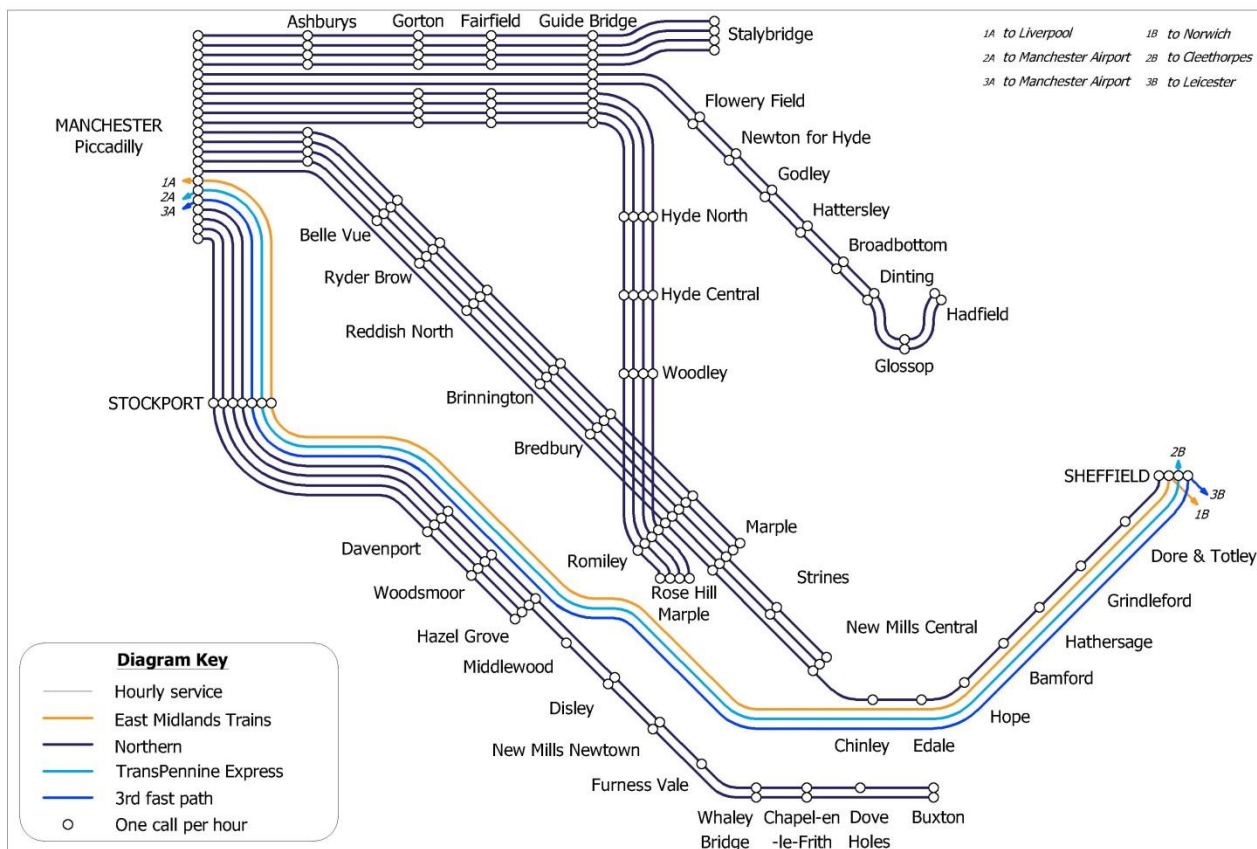 Ashburys
Gorton
Fairfield
Guide Bridge
Stalybridge
1A to Liverpool
1B to Norwich
2A to Manchester Airport
2B to Cleethorpes
3A to Manchester Airport
3B to Leicester
MANCHESTER
Piccadilly
1A
2A
3A
Flowery Field
Newton for Hyde
Godley
Hattersley
Broadbottom
Dinting
Hadfield
Glossop
Belle Vue
Ryder Brow
Reddish North
Brinnington
Bredbury
Hyde North
Hyde Central
Woodley
STOCKPORT
Romiley
Rose Hill
Marple
Marple
Strines
New Mills Central
2B
SHEFFIELD
3B
1B
Dore & Totley
Grindleford
Hathersage
Bamford
Hope
Edale
Chinley
Davenport
Woodsmoor
Hazel Grove
Middlewood
Disley
New Mills Newtown
Furness Vale
Whaley
Bridge
Chapel-en
-le-Frith
Dove
Holes
Buxton
Diagram Key
Hourly service
East Midlands Trains
Northern
TransPennine Express
3rd fast path
One call per hour